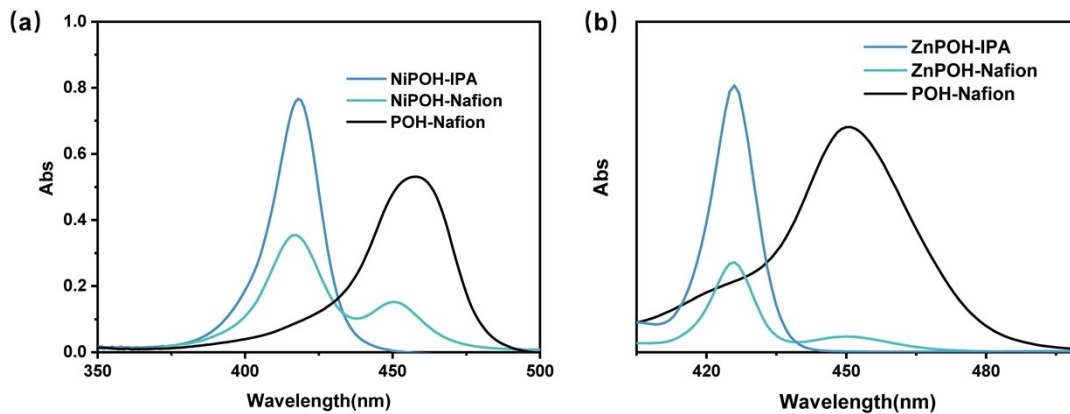 (a)
1.0
0.8
0.6
0.4
0.2
0.0
Abs
NiPOH-IPA
NiPOH-Nafion
POH-Nafion
350
400
450
500
Wavelength(nm)
(b)
Abs
ZnPOH-IPA
ZnPOH-Nafion
POH-Nafion
420
450
480
Wavelength(nm)